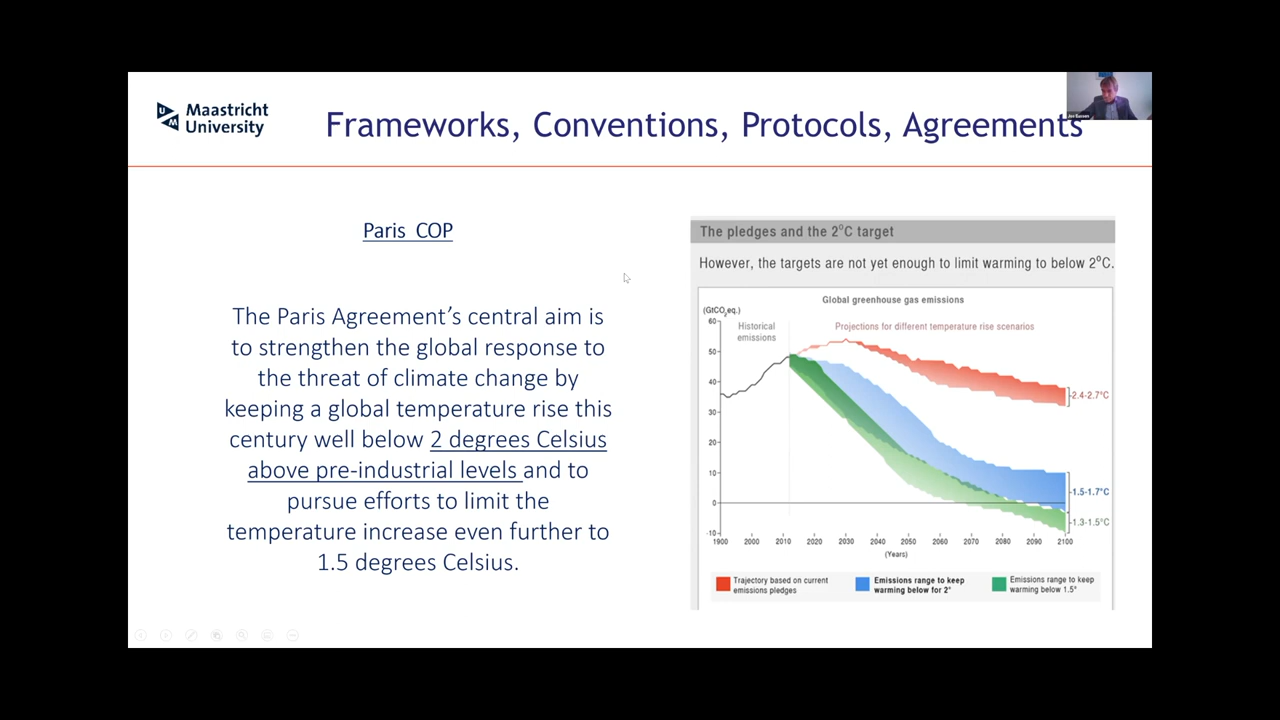 Maastricht
University
UM
Frameworks, Conventions, Protocols, Agreements
Paris COP
The Paris Agreement’s central aim is
to strengthen the global response to
the threat of climate change by
keeping a global temperature rise this
century well below 2 degrees Celsius
above pre-industrial levels and to
pursue efforts to limit the
temperature increase even further to
1.5 degrees Celsius.
The pledges and the 2°C target
However, the targets are not yet enough to limit warming to below 2°C.
Global greenhouse gas emissions
(GtCO2eq.)
Historical
emissions
Projections for different temperature rise scenarios
60
50
40
30
20
10
0
-10
2.4-2.7°C
1.5-1.7°C
1.3-1.5°C
1900 2000 2010 2020 2030 2040 2050 2060 2070 2080 2090 2100
(Years)
Trajectory based on current
emissions pledges
Emissions range to keep
warming below for 2°
Emissions range to keep
warming below 1.5°